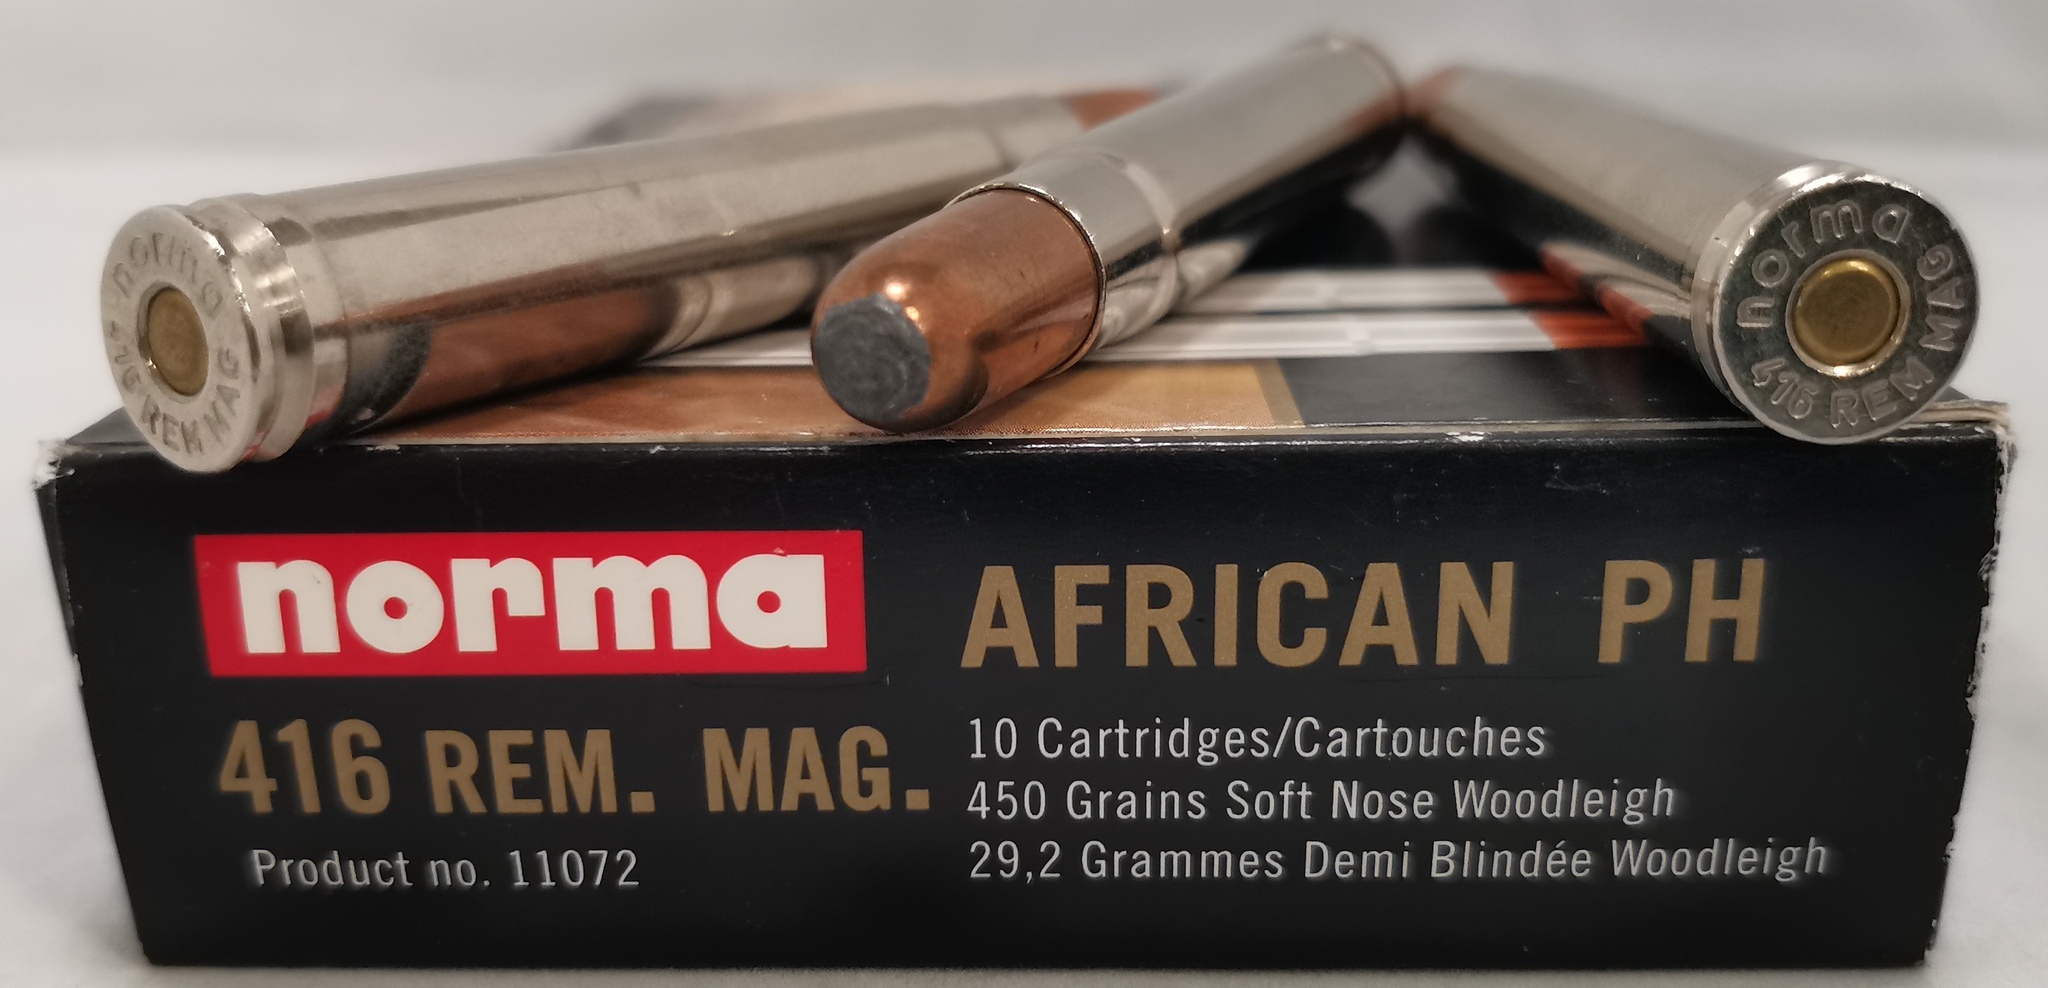 norma
416 REM MAG
norma
416 REM MAG
norma
AFRICAN PH
416 REM. MAG.
Product no. 11072
10 Cartridges/Cartouches
450 Grains Soft Nose Woodleigh
29,2 Grammes Demi Blindée Woodleigh